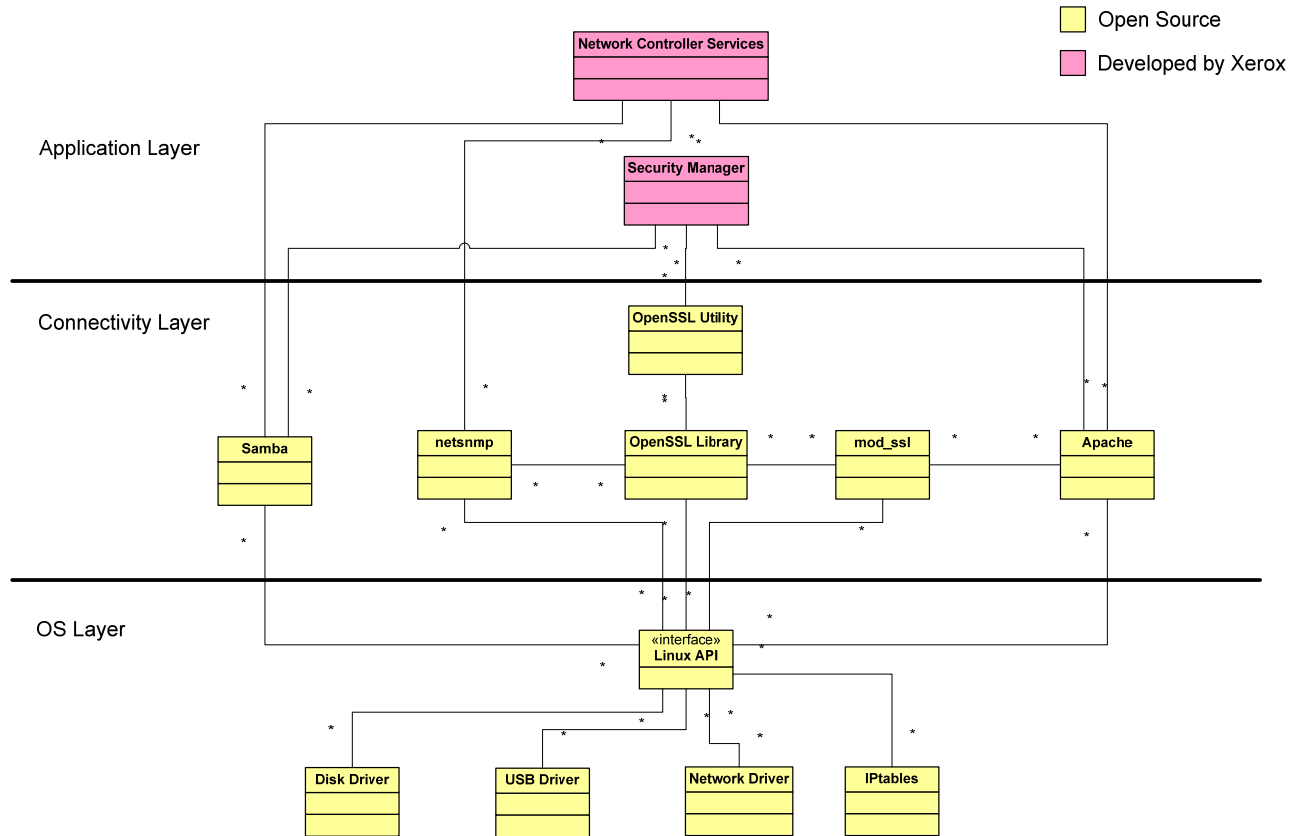 Open Source
Developed by Xerox
Network Controller Services
*
* *
Application Layer
Security Manager
*
* *
*
Connectivity Layer
OpenSSL Utility
* * * * *
*
*
Samba
netsnmp
OpenSSL Library
* *
mod_ssl
* *
Apache
* *
* * * * *
*
* * *
OS Layer
*
«interface»
Linux API
*
*
* * * *
* * *
*
Disk Driver
USB Driver
Network Driver
IPtables